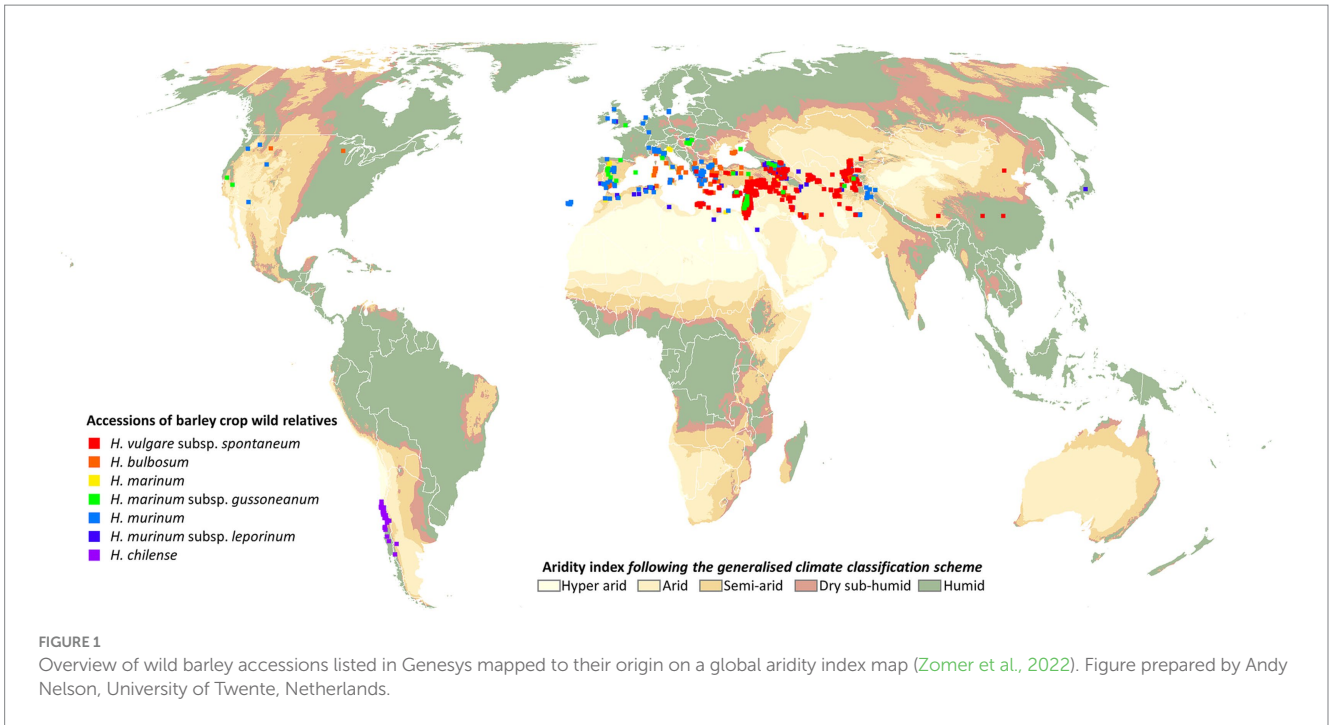 Accessions of barley crop wild relatives
H. vulgare subsp. spontaneum
H. bulbosum
H. marinum
H. marinum subsp. gussoneanum
H. murinum
H. murinum subsp. leporinum
H. chilense
Aridity index following the generalised climate classification scheme
Hyper arid Arid Semi-arid Dry sub-humid Humid
FIGURE 1
Overview of wild barley accessions listed in Genesys mapped to their origin on a global aridity index map (Zomer et al., 2022). Figure prepared by Andy
Nelson, University of Twente, Netherlands.